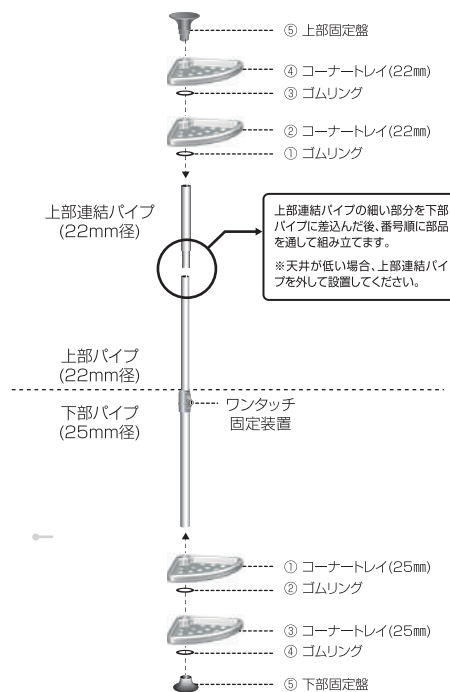 ⑤ 上部固定盤
④ コーナートレイ(22㎜)
③ ゴムリング
② コーナートレイ(22㎜)
① ゴムリング
上部連結パイプ
(22mm径)
上部連結パイプの細い部分を下部
パイプに差込んだ後、番号順に部品
を通して組み立てます。
※天井が低い場合、上部連結パイ
プを外して設置してください。
上部パイプ
(22mm径)
下部パイプ
(25mm径)
ワンタッチ
固定装置
① コーナートレイ(25㎜)
② ゴムリング
③ コーナートレイ(25㎜)
④ ゴムリング
⑤ 下部固定盤